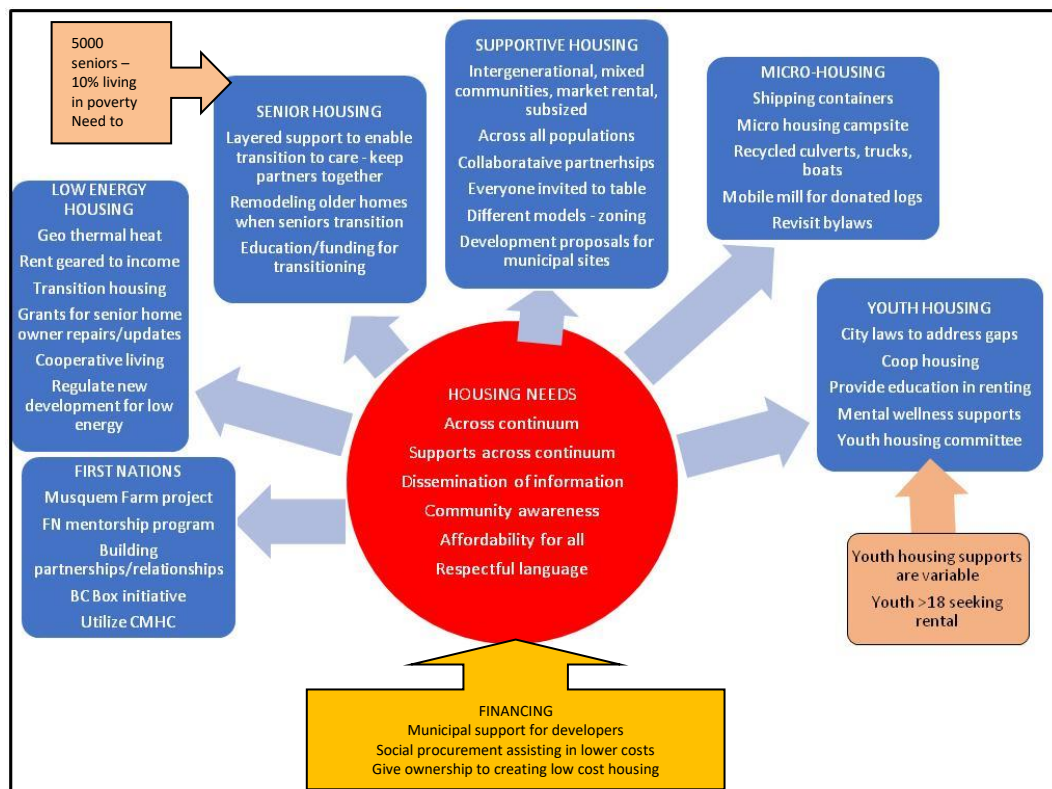 5000
seniors –
10% living
in poverty
Need to
SENIOR HOUSING
Layered support to enable
transition to care - keep
partners together
Remodeling older homes
when seniors transition
Education/funding for
transitioning
SUPPORTIVE HOUSING
Intergenerational, mixed
communities, market rental,
subsized
Across all populations
Collaborataive partnerhsips
Everyone invited to table
Different models - zoning
Development proposals for
municipal sites
MICRO-HOUSING
Shipping containers
Micro housing campsite
Recycled culverts, trucks,
boats
Mobile mill for donated logs
Revisit bylaws
LOW ENERGY
HOUSING
Geo thermal heat
Rent geared to income
Transition housing
Grants for senior home
owner repairs/updates
Cooperative living
Regulate new
development for low
energy
YOUTH HOUSING
City laws to address gaps
Coop housing
Provide education in renting
Mental wellness supports
Youth housing committee
HOUSING NEEDS
Across continuum
Supports across continuum
Dissemination of information
Community awareness
Affordability for all
Respectful language
FIRST NATIONS
Musquem Farm project
FN mentorship program
Building
partnerships/relationships
BC Box initiative
Utilize CMHC
Youth housing supports
are variable
Youth >18 seeking
rental
FINANCING
Municipal support for developers
Social procurement assisting in lower costs
Give ownership to creating low cost housing